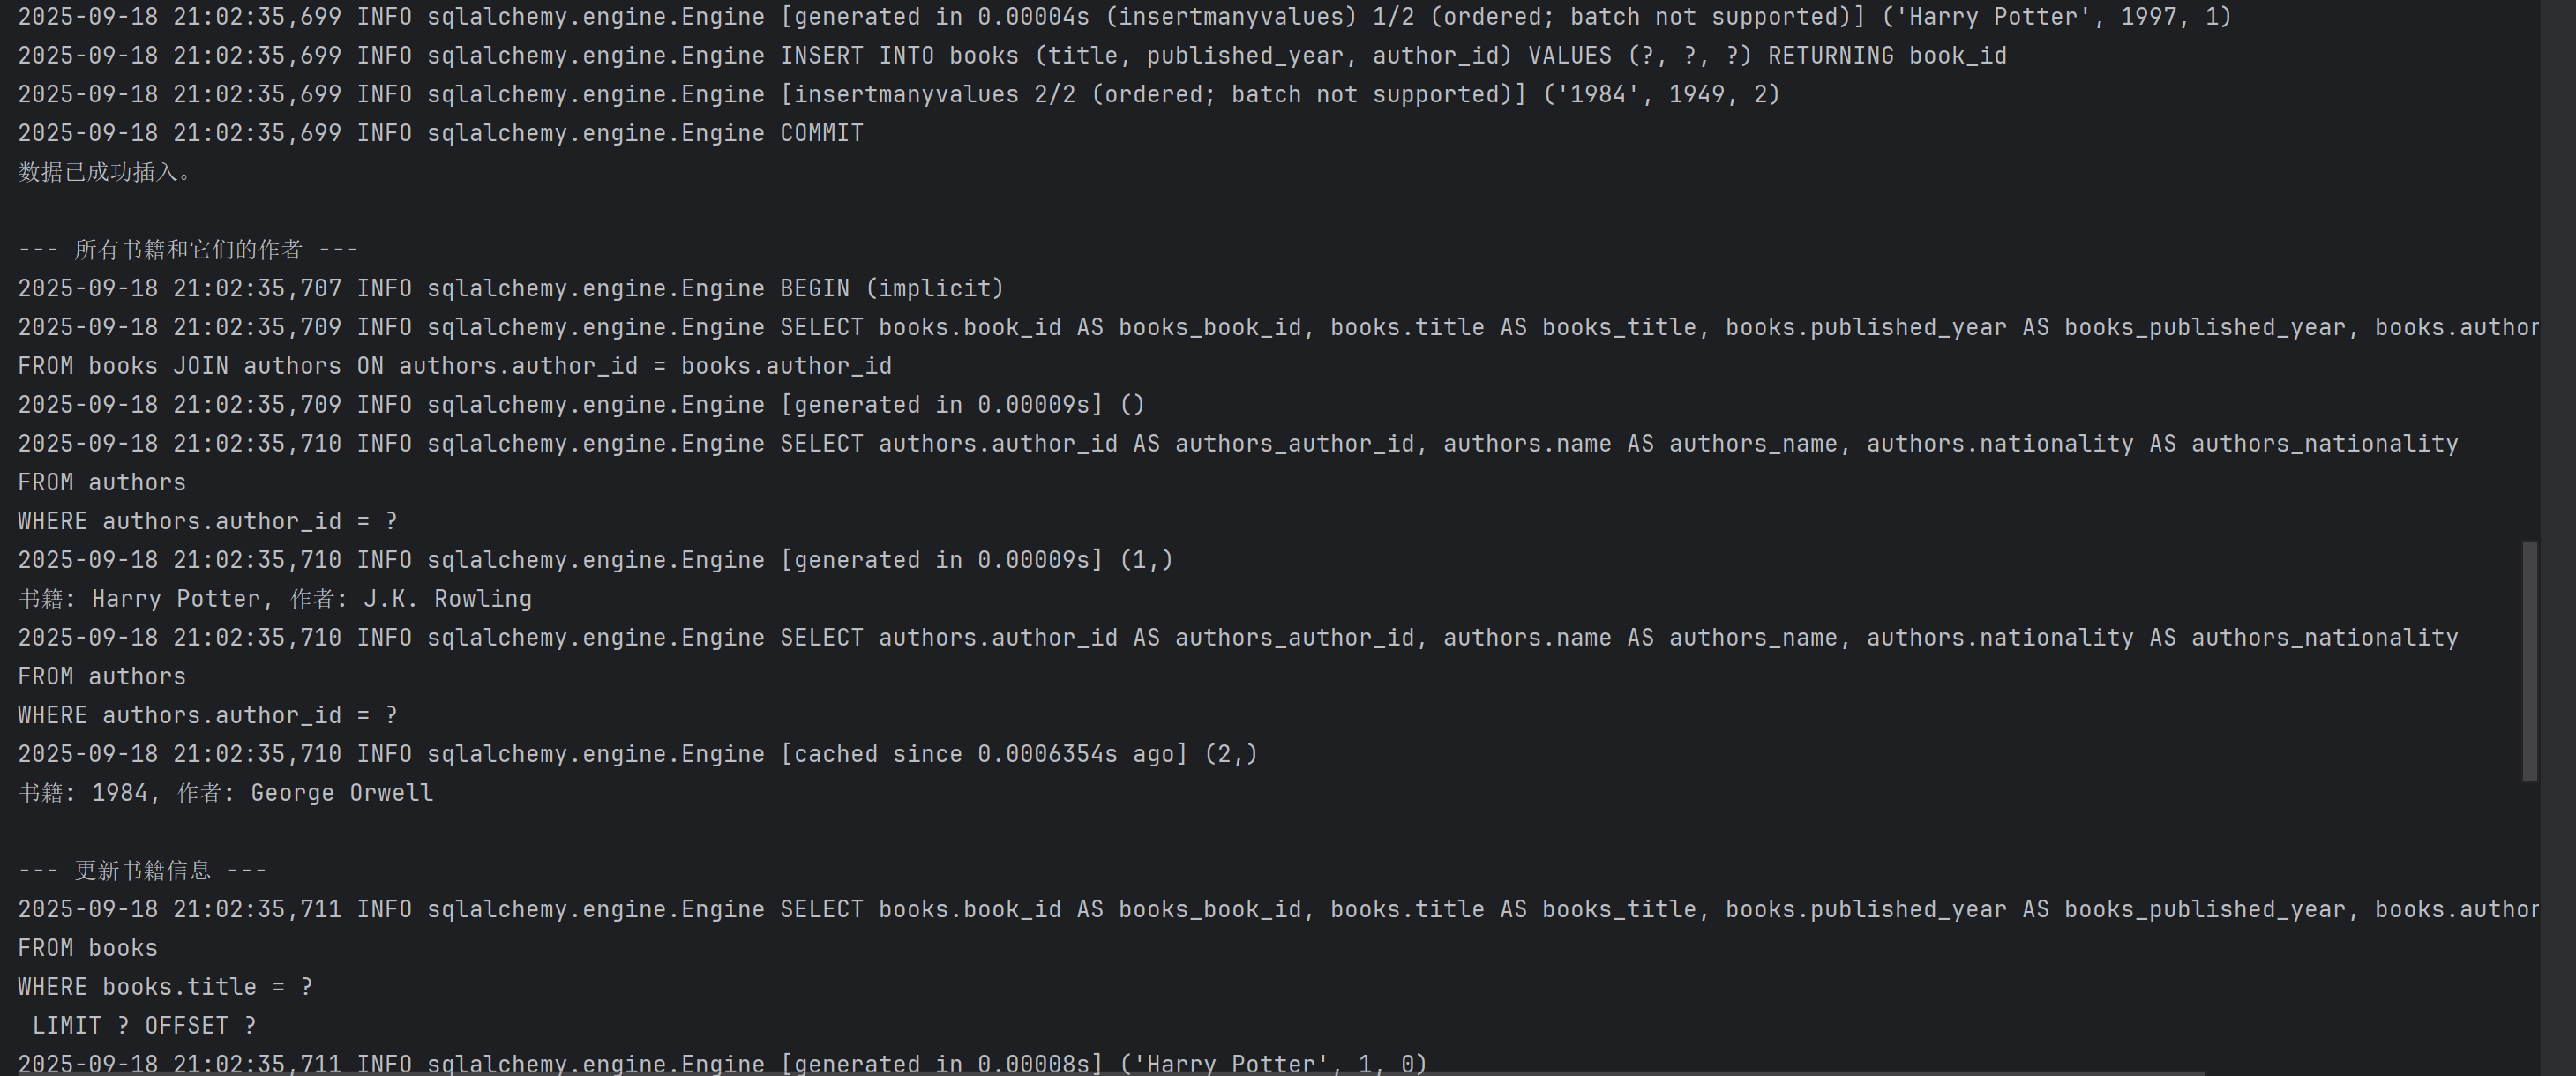 2025-09-18 21:02:35,699 INFO sqlalchemy.engine.Engine [generated in 0.00004s (insertmanyvalues) 1/2 (ordered; batch not supported)] ('Harry Potter', 1997, 1)
2025-09-18 21:02:35,699 INFO sqlalchemy.engine.Engine INSERT INTO books (title, published_year, author_id) VALUES (?, ?, ?) RETURNING book_id
2025-09-18 21:02:35,699 INFO sqlalchemy.engine.Engine [insertmanyvalues 2/2 (ordered; batch not supported)] ('1984', 1949, 2)
2025-09-18 21:02:35,699 INFO sqlalchemy.engine.Engine COMMIT
数据已成功插入。
--- 所有书籍和它们的作者 ---
2025-09-18 21:02:35,707 INFO sqlalchemy.engine.Engine BEGIN (implicit)
2025-09-18 21:02:35,709 INFO sqlalchemy.engine.Engine SELECT books.book_id AS books_book_id, books.title AS books_title, books.published_year AS books_published_year, books.author
FROM books JOIN authors ON authors.author_id = books.author_id
2025-09-18 21:02:35,709 INFO sqlalchemy.engine.Engine [generated in 0.00009s] ()
2025-09-18 21:02:35,710 INFO sqlalchemy.engine.Engine SELECT authors.author_id AS authors_author_id, authors.name AS authors_name, authors.nationality AS authors_nationality
FROM authors
WHERE authors.author_id = ?
2025-09-18 21:02:35,710 INFO sqlalchemy.engine.Engine [generated in 0.00009s] (1,)
书籍: Harry Potter, 作者: J.K. Rowling
2025-09-18 21:02:35,710 INFO sqlalchemy.engine.Engine SELECT authors.author_id AS authors_author_id, authors.name AS authors_name, authors.nationality AS authors_nationality
FROM authors
WHERE authors.author_id = ?
2025-09-18 21:02:35,710 INFO sqlalchemy.engine.Engine [cached since 0.0006354s ago] (2,)
书籍: 1984, 作者: George Orwell
--- 更新书籍信息 ---
2025-09-18 21:02:35,711 INFO sqlalchemy.engine.Engine SELECT books.book_id AS books_book_id, books.title AS books_title, books.published_year AS books_published_year, books.author
FROM books
WHERE books.title = ?
 LIMIT ? OFFSET ?
2025-09-18 21:02:35,711 INFO sqlalchemy.engine.Engine [generated in 0.00008s] ('Harry Potter', 1, 0)